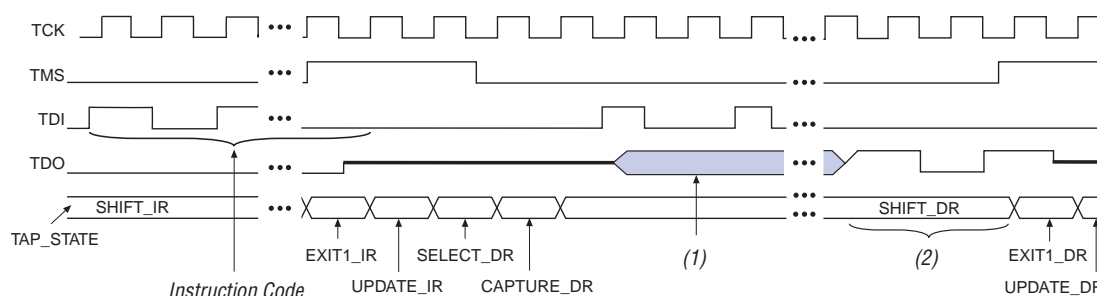 TCK
TMS
TDI
TDO
SHIFT_IR
SHIFT_DR
TAP_STATE
EXIT1_IR
SELECT_DR
(1)
(2)
EXIT1_DR
Instruction Code
UPDATE_IR
CAPTURE_DR
UPDATE_DR